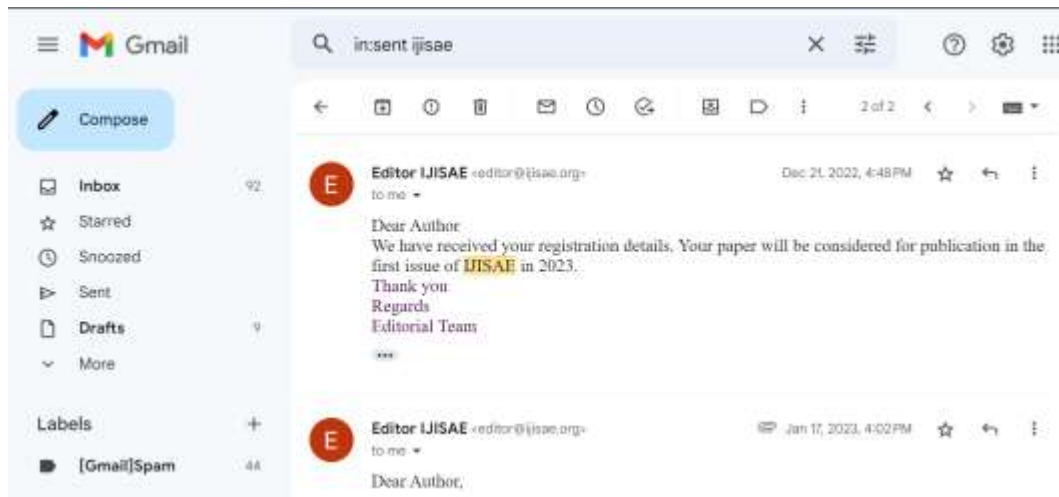 Gmail
in:sent ijisae
Compose
2 of 2
Inbox 92
Starred
Snoozed
Sent
Drafts 9
More
Labels +
[Gmail]Spam 44
E
Editor IJISAE <editor@ijisae.org> Dec 21, 2022, 4:48 PM
to me
Dear Author
We have received your registration details. Your paper will be considered for publication in the
first issue of IJISAE in 2023.
Thank you
Regards
Editorial Team
E
Editor IJISAE <editor@ijisae.org> Jan 17, 2023, 4:02 PM
to me
Dear Author,